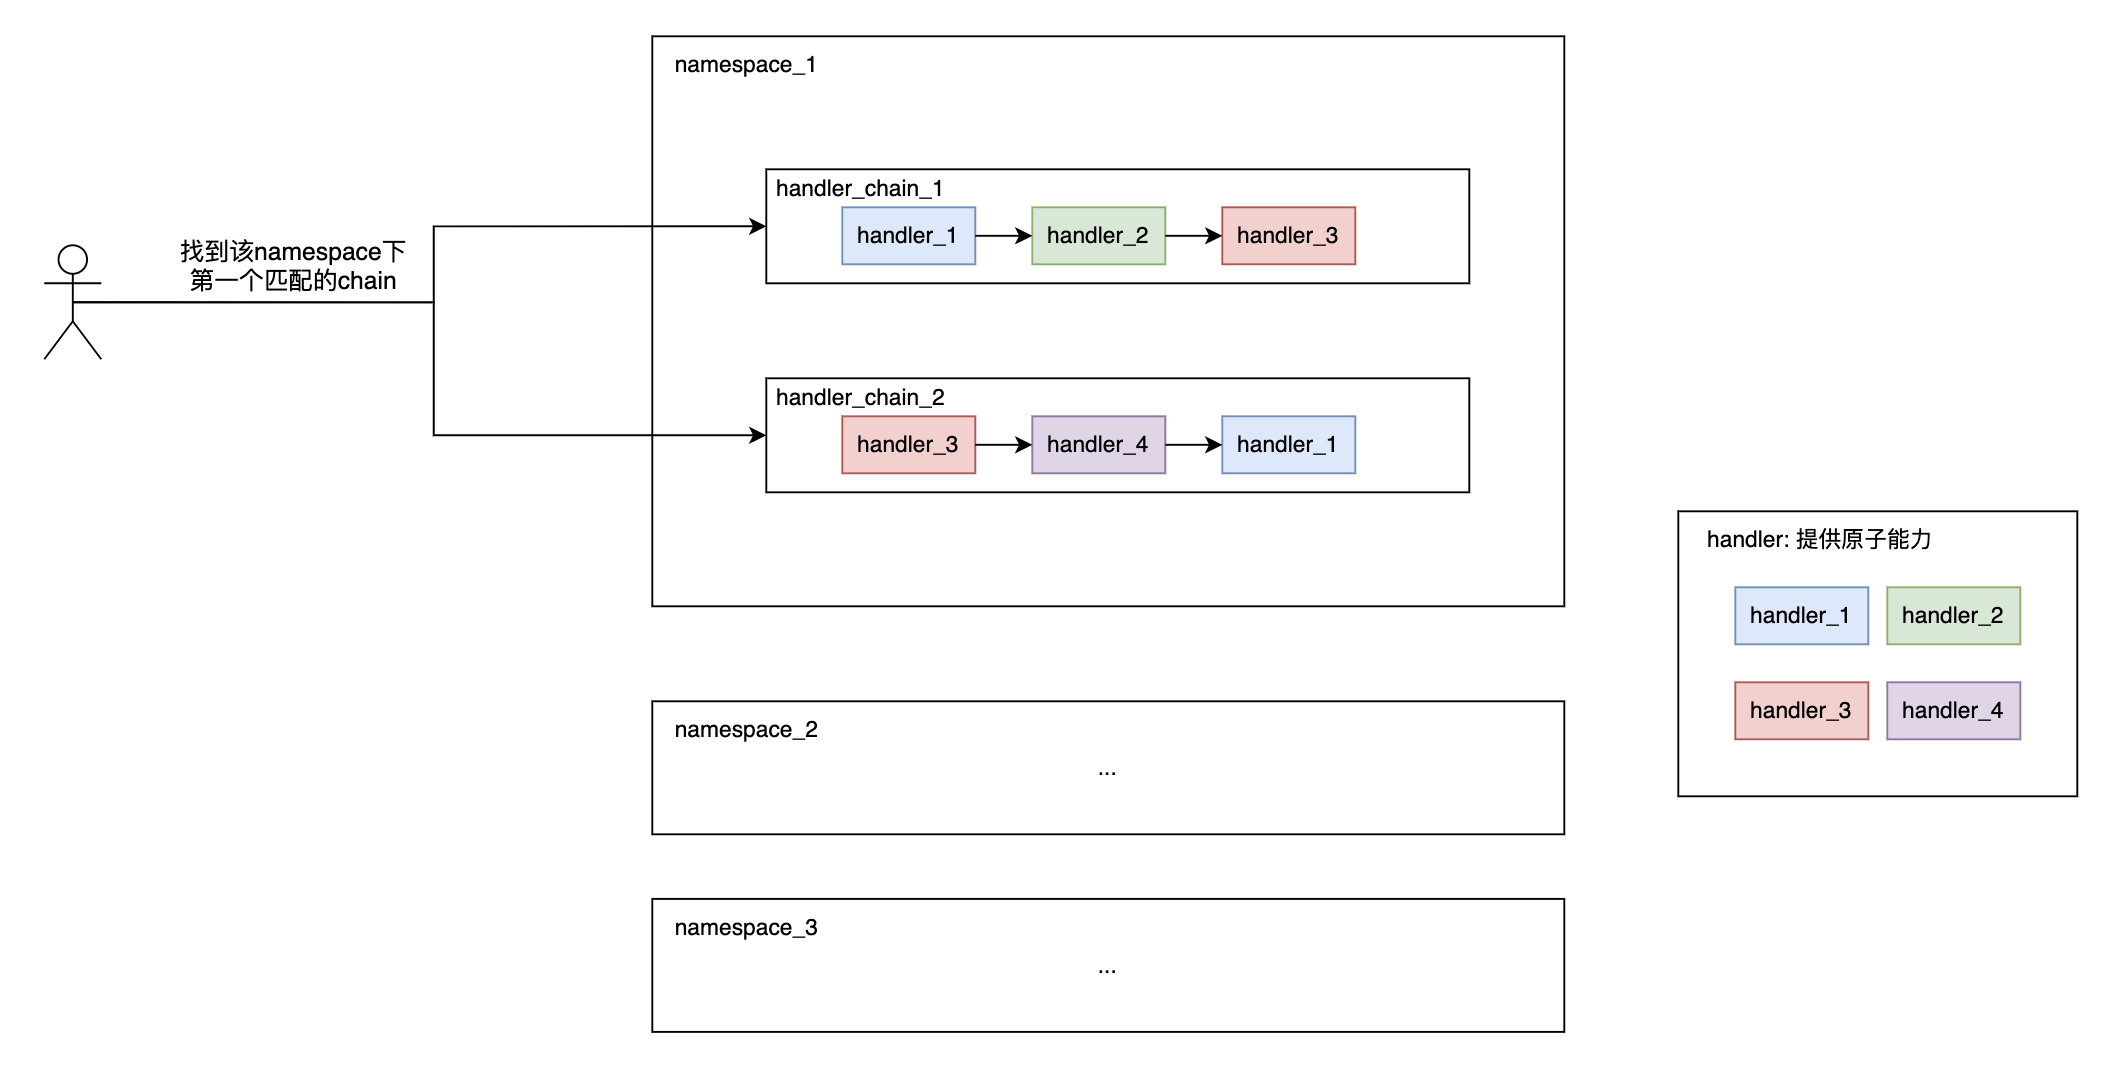 namespace_1
handler_chain_1
handler_1
handler_2
handler_3
找到该namespace下
第一个匹配的chain
handler_chain_2
handler_3
handler_4
handler_1
handler: 提供原子能力
handler_1
handler_2
handler_3
handler_4
namespace_2
...
namespace_3
...